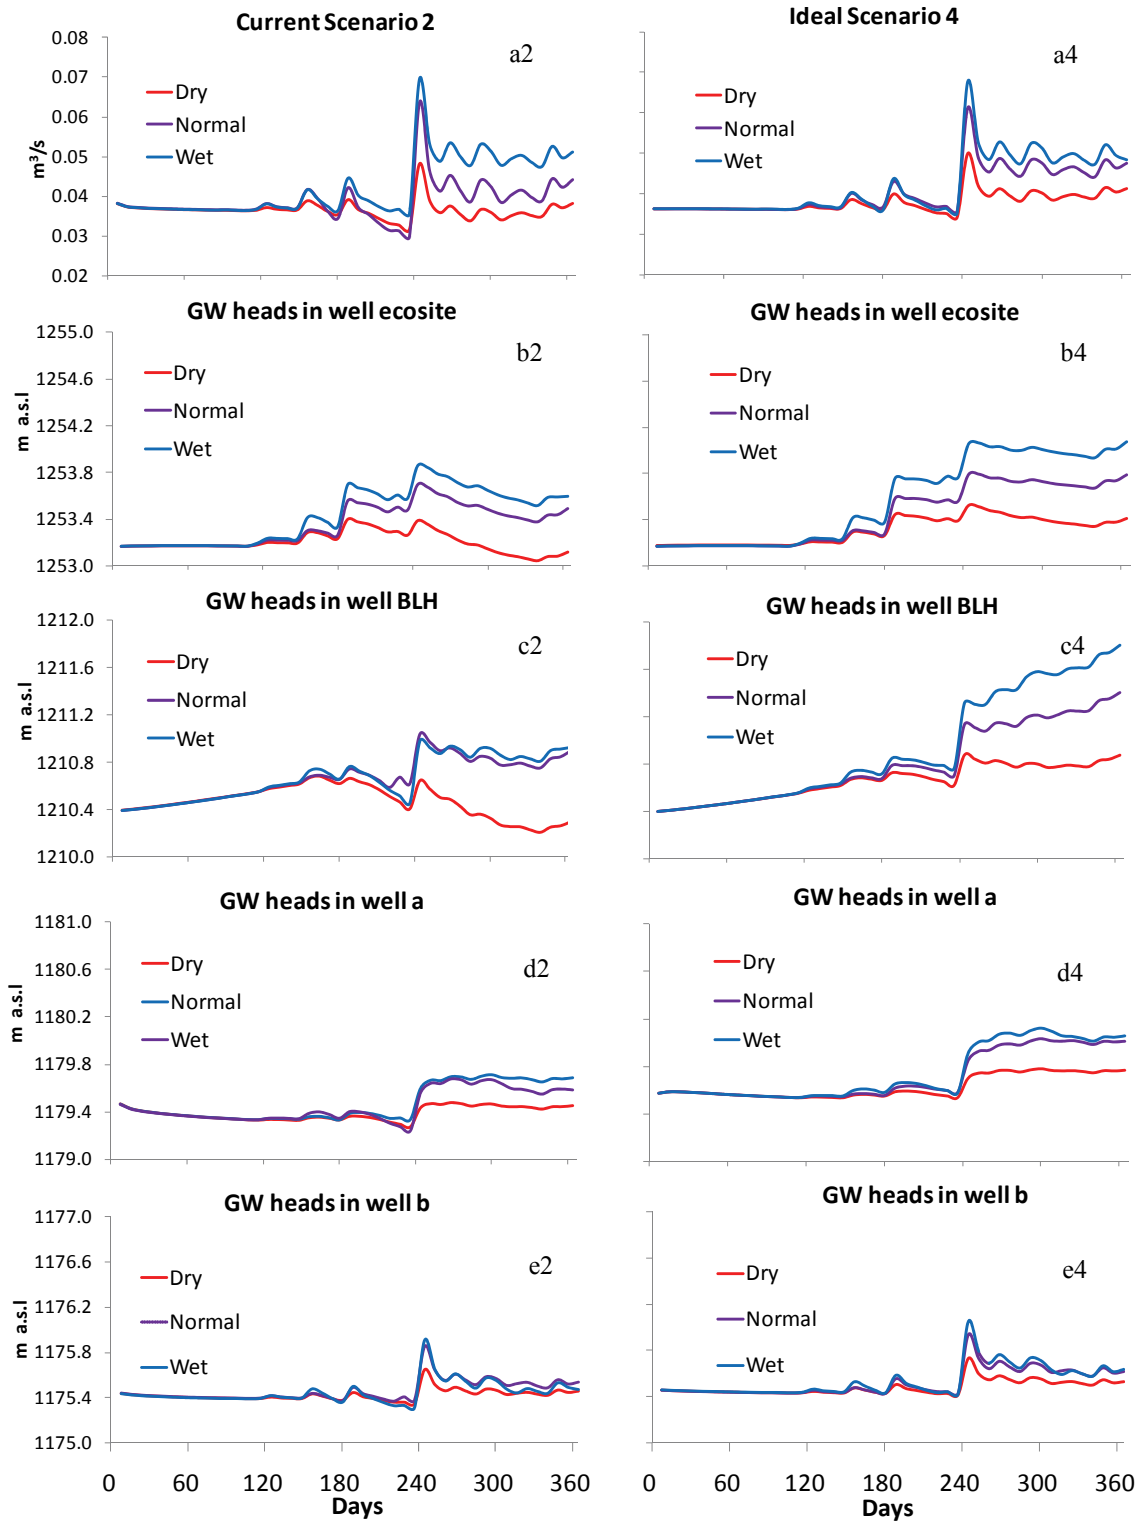 Current Scenario 2
Ideal Scenario 4
0.08
0.07
0.06
0.05
0.04
0.03
0.02
m³/s
a2
Dry
Normal
Wet
a4
Dry
Normal
Wet
GW heads in well ecosite
GW heads in well ecosite
1255.0
1254.6
1254.2
1253.8
1253.4
1253.0
m a.s.l
b2
Dry
Normal
Wet
b4
Dry
Normal
Wet
GW heads in well BLH
GW heads in well BLH
1212.0
1211.6
1211.2
1210.8
1210.4
1210.0
m a.s.l
c2
Dry
Normal
Wet
c4
Dry
Normal
Wet
GW heads in well a
GW heads in well a
1181.0
1180.6
1180.2
1179.8
1179.4
1179.0
m a.s.l
d2
Dry
Normal
Wet
d4
Dry
Normal
Wet
GW heads in well b
GW heads in well b
1177.0
1176.6
1176.2
1175.8
1175.4
1175.0
m a.s.l
e2
Dry
Normal
Wet
e4
Dry
Normal
Wet
0 60 120 180 240 300 360
Days
0 60 120 180 240 300 360
Days